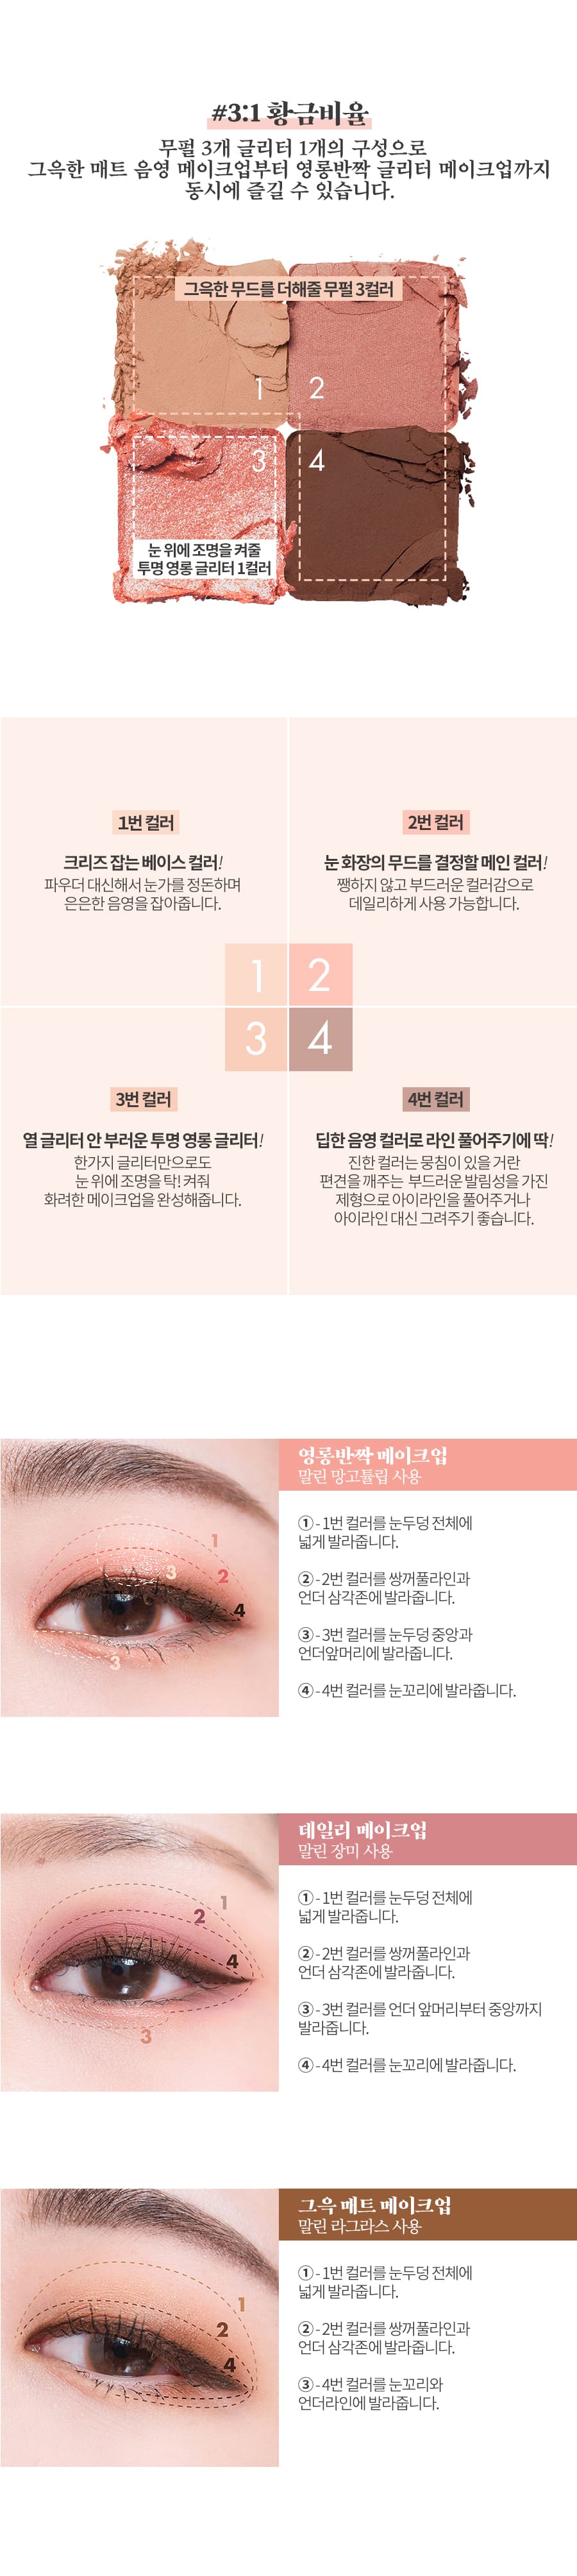 #3:1 황금비율
무펄 3개 글리터 1개의 구성으로
그윽한 매트 음영 메이크업부터 영롱반짝 글리터 메이크업까지
동시에 즐길 수 있습니다.
그윽한 무드를 더해줄 무펄 3컬러
1 2
3 4
눈 위에 조명을 켜줄
투명 영롱 글리터 1컬러
1번 컬러
크리즈 잡는 베이스 컬러!
파우더 대신해서 눈가를 정돈하며
은은한 음영을 잡아줍니다.
2번 컬러
눈 화장의 무드를 결정할 메인 컬러!
쨍하지 않고 부드러운 컬러감으로
데일리하게 사용 가능합니다.
1 2
3 4
3번 컬러
열 글리터 안 부러운 투명 영롱 글리터!
한가지 글리터만으로도
눈 위에 조명을 탁! 켜줘
화려한 메이크업을 완성해줍니다.
4번 컬러
딥한 음영 컬러로 라인 풀어주기에 딱!
진한 컬러는 뭉침이 있을 거란
편견을 깨주는 부드러운 발림성을 가진
제형으로 아이라인을 풀어주거나
아이라인 대신 그려주기 좋습니다.
영롱반짝 메이크업
말린 망고튤립 사용
1
3
2
4
3
① - 1번 컬러를 눈두덩 전체에
넓게 발라줍니다.
② - 2번 컬러를 쌍꺼풀라인과
언더 삼각존에 발라줍니다.
③ - 3번 컬러를 눈두덩 중앙과
언더앞머리에 발라줍니다.
④ - 4번 컬러를 눈꼬리에 발라줍니다.
데일리 메이크업
말린 장미 사용
1
2
4
3
① - 1번 컬러를 눈두덩 전체에
넓게 발라줍니다.
② - 2번 컬러를 쌍꺼풀라인과
언더 삼각존에 발라줍니다.
③ - 3번 컬러를 언더 앞머리부터 중앙까지
발라줍니다.
④ - 4번 컬러를 눈꼬리에 발라줍니다.
그윽 매트 메이크업
말린 라그라스 사용
1
2
4
① - 1번 컬러를 눈두덩 전체에
넓게 발라줍니다.
② - 2번 컬러를 쌍꺼풀라인과
언더 삼각존에 발라줍니다.
③ - 4번 컬러를 눈꼬리와
언더라인에 발라줍니다.